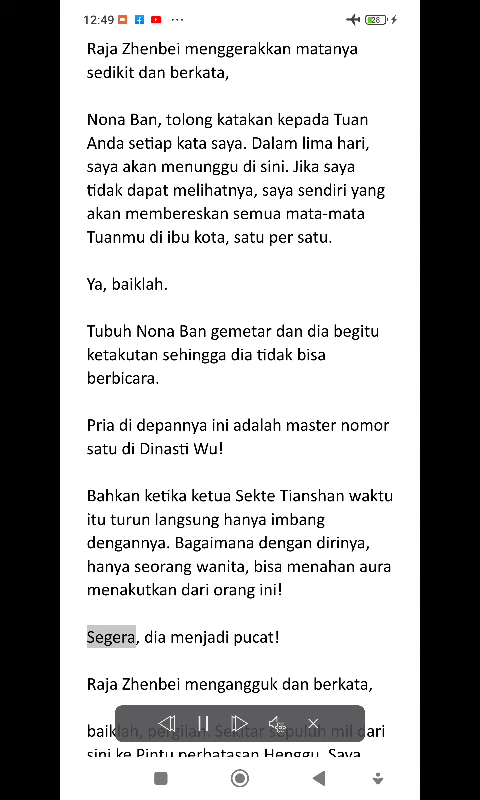 12:49
28
Raja Zhenbei menggerakkan matanya
sedikit dan berkata,
Nona Ban, tolong katakan kepada Tuan
Anda setiap kata saya. Dalam lima hari,
saya akan menunggu di sini. Jika saya
tidak dapat melihatnya, saya sendiri yang
akan membereskan semua mata-mata
Tuanmu di ibu kota, satu per satu.
Ya, baiklah.
Tubuh Nona Ban gemetar dan dia begitu
ketakutan sehingga dia tidak bisa
berbicara.
Pria di depannya ini adalah master nomor
satu di Dinasti Wu!
Bahkan ketika ketua Sekte Tianshan waktu
itu turun langsung hanya imbang
dengannya. Bagaimana dengan dirinya,
hanya seorang wanita, bisa menahan aura
menakutkan dari orang ini!
Segera, dia menjadi pucat!
Raja Zhenbei mengangguk dan berkata,
baiklah, pergilah. Sekitar sepuluh mil dari
sini ke Pintu perbatasan Henggu. Saya